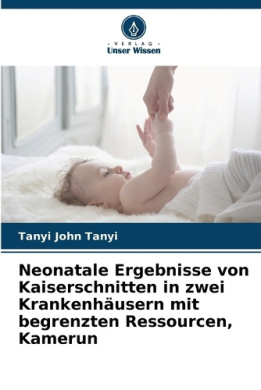 VERLAG
Unser Wissen
Tanyi John Tanyi
Neonatale Ergebnisse von
Kaiserschnitten in zwei
Krankenhäusern mit
begrenzten Ressourcen,
Kamerun